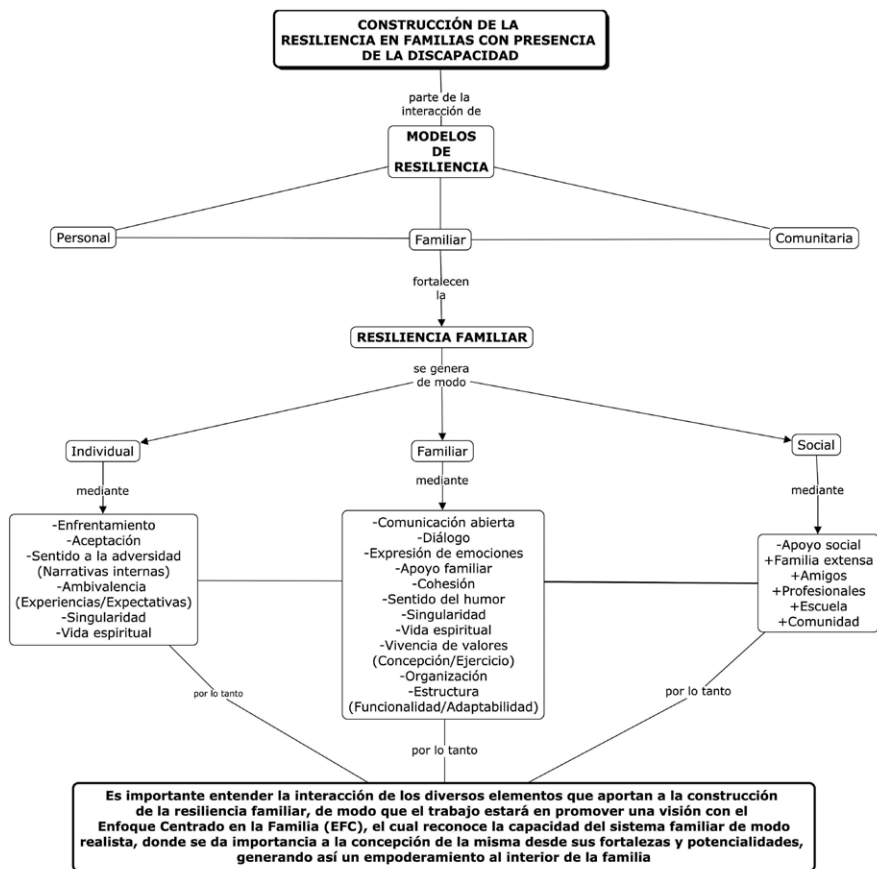 CONSTRUCCIÓN DE LA
RESILIENCIA EN FAMILIAS CON PRESENCIA
DE LA DISCAPACIDAD
parte de la
interacción de
MODELOS
DE
RESILIENCIA
Personal
Familiar
Comunitaria
fortalecen
la
RESILIENCIA FAMILIAR
se genera
de modo
Individual
Familiar
Social
mediante
mediante
mediante
-Enfrentamiento
-Aceptación
-Sentido a la adversidad
(Narrativas internas)
-Ambivalencia
(Experiencias/Expectativas)
-Singularidad
-Vida espiritual
-Comunicación abierta
-Diálogo
-Expresión de emociones
-Apoyo familiar
-Cohesión
-Sentido del humor
-Singularidad
-Vida espiritual
-Vivencia de valores
(Concepción/Ejercicio)
-Organización
-Estructura
(Funcionalidad/Adaptabilidad)
-Apoyo social
+Familia extensa
+Amigos
+Profesionales
+Escuela
+Comunidad
por lo tanto
por lo tanto
por lo tanto
Es importante entender la interacción de los diversos elementos que aportan a la construcción
de la resiliencia familiar, de modo que el trabajo estará en promover una visión con el
Enfoque Centrado en la Familia (EFC), el cual reconoce la capacidad del sistema familiar de modo
realista, donde se da importancia a la concepción de la misma desde sus fortalezas y potencialidades,
generando así un empoderamiento al interior de la familia